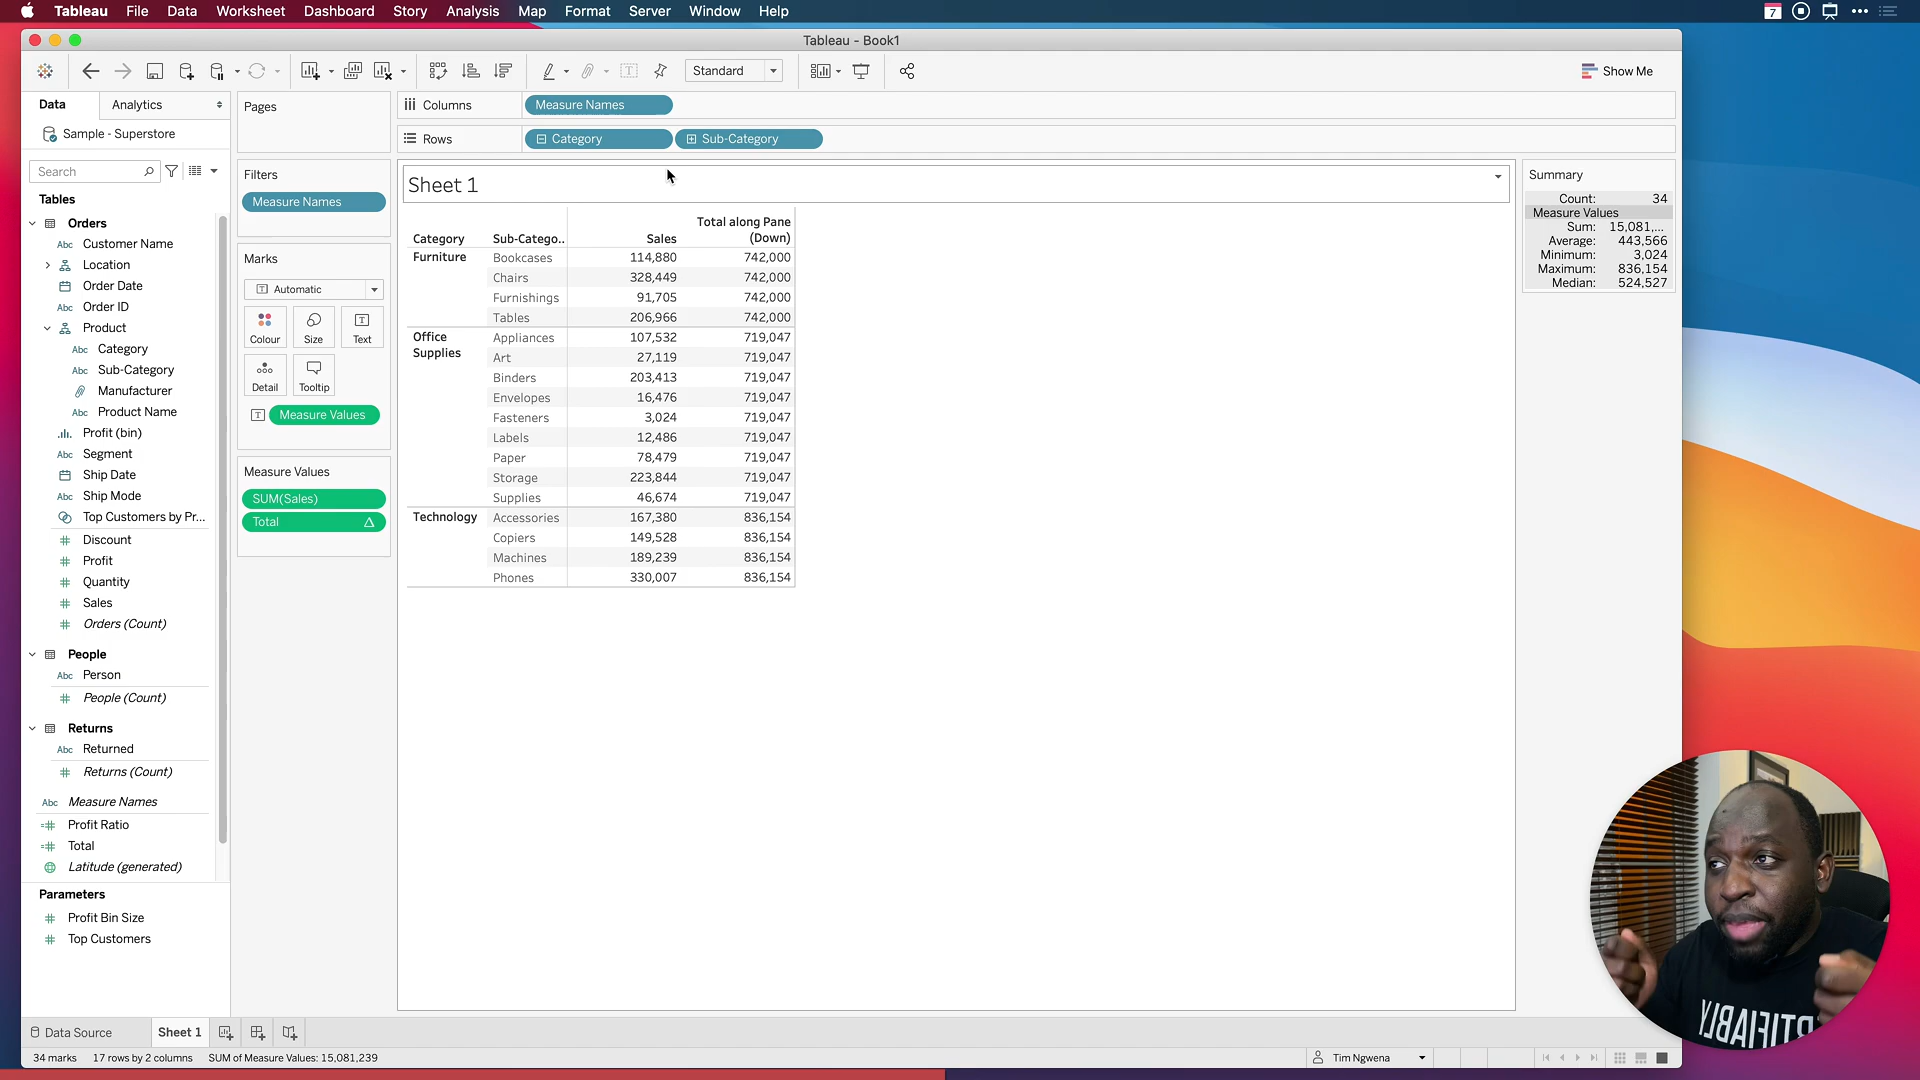 Tableau File Data Worksheet Dashboard Story Analysis Map Format Server Window Help
7
Tableau - Book1
Standard
Show Me
Data Analytics
Sample - Superstore
Search
Tables
Orders
Abc Customer Name
Location
Order Date
Abc Order ID
Product
Abc Category
Abc Sub-Category
Manufacturer
Abc Product Name
Profit (bin)
Abc Segment
Ship Date
Abc Ship Mode
Top Customers by Pr...
Discount
Profit
Quantity
Sales
Orders (Count)
People
Abc Person
People (Count)
Returns
Abc Returned
Returns (Count)
Abc Measure Names
Profit Ratio
Total
Latitude (generated)
Parameters
Profit Bin Size
Top Customers
Pages
Filters
Measure Names
Marks
Automatic
Colour Size Text
Detail Tooltip
Measure Values
Measure Values
SUM(Sales)
Total
Columns Measure Names
Rows Category Sub-Category
Sheet 1
Total along Pane
Category Sub-Catego.. Sales (Down)
Furniture Bookcases 114,880 742,000
Chairs 328,449 742,000
Furnishings 91,705 742,000
Tables 206,966 742,000
Office Appliances 107,532 719,047
Supplies Art 27,119 719,047
Binders 203,413 719,047
Envelopes 16,476 719,047
Fasteners 3,024 719,047
Labels 12,486 719,047
Paper 78,479 719,047
Storage 223,844 719,047
Supplies 46,674 719,047
Technology Accessories 167,380 836,154
Copiers 149,528 836,154
Machines 189,239 836,154
Phones 330,007 836,154
Summary
Count: 34
Measure Values
Sum: 15,081,...
Average: 443,566
Minimum: 3,024
Maximum: 836,154
Median: 524,527
Data Source Sheet 1
34 marks 17 rows by 2 columns SUM of Measure Values: 15,081,239
Tim Ngwena